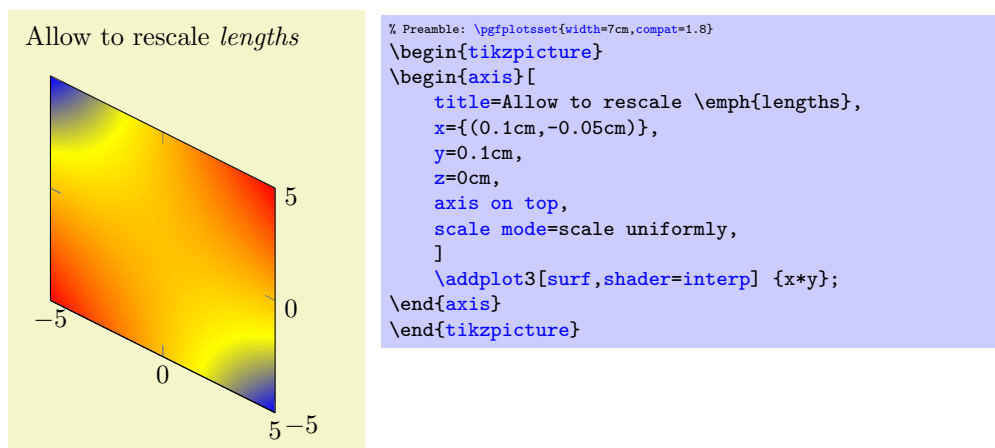 Allow to rescale lengths
5
0
−5
0
5 −5
% Preamble: \pgfplotsset{width=7cm,compat=1.8}
\begin{tikzpicture}
\begin{axis}[
    title=Allow to rescale \emph{lengths},
    x={(0.1cm,-0.05cm)},
    y=0.1cm,
    z=0cm,
    axis on top,
    scale mode=scale uniformly,
    ]
    \addplot3[surf,shader=interp] {x*y};
\end{axis}
\end{tikzpicture}